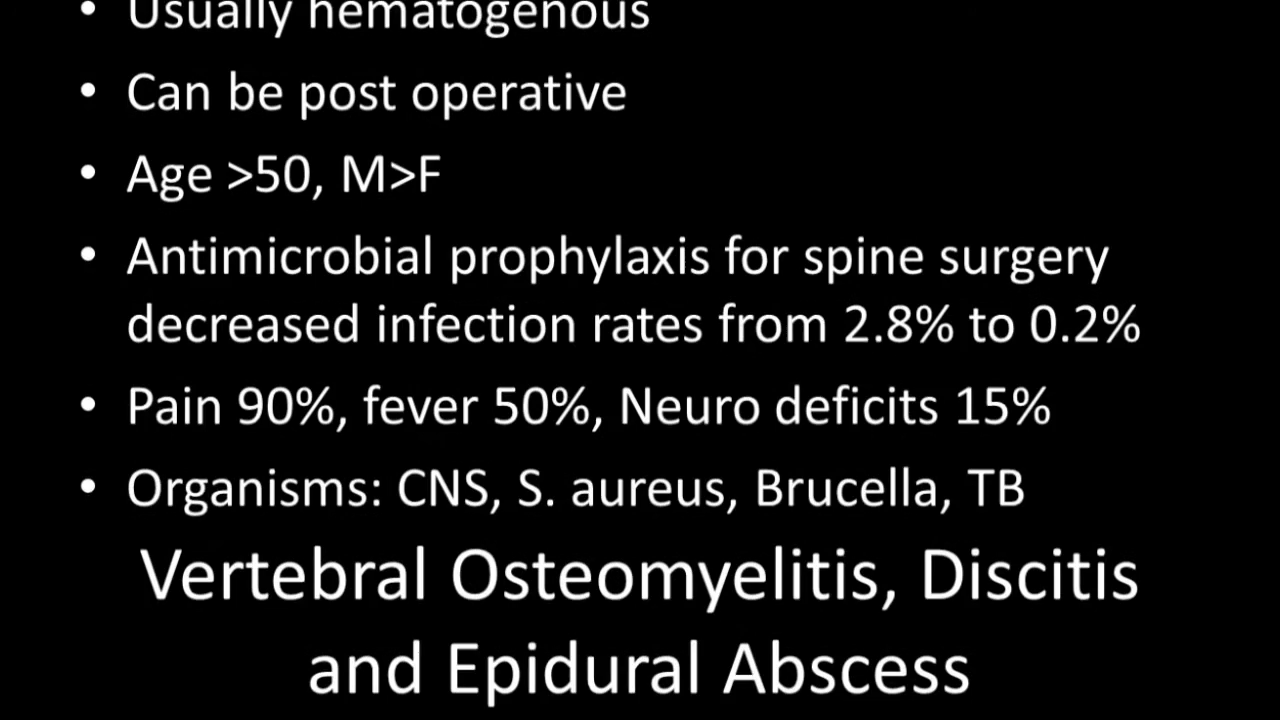 • Usually hematogenous
• Can be post operative
• Age >50, M>F
• Antimicrobial prophylaxis for spine surgery
decreased infection rates from 2.8% to 0.2%
• Pain 90%, fever 50%, Neuro deficits 15%
• Organisms: CNS, S. aureus, Brucella, TB
Vertebral Osteomyelitis, Discitis
and Epidural Abscess